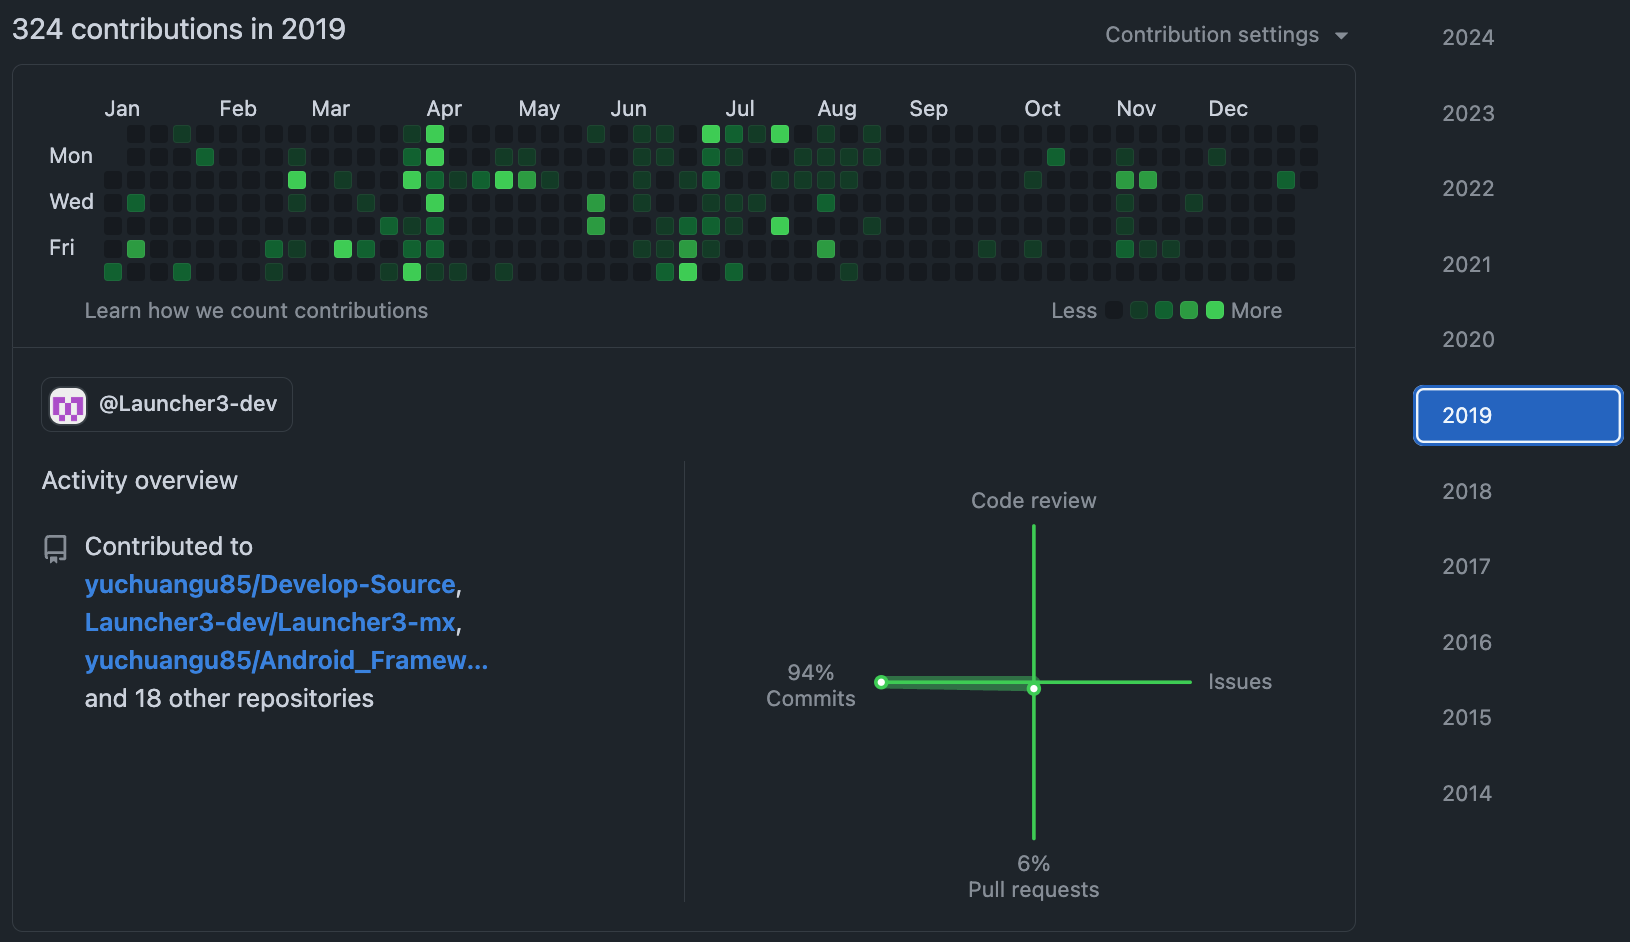 324 contributions in 2019
Contribution settings
Jan Feb Mar Apr May Jun Jul Aug Sep Oct Nov Dec
Mon
Wed
Fri
Learn how we count contributions
Less More
@Launcher3-dev
Activity overview
Contributed to
yuchuangu85/Develop-Source,
Launcher3-dev/Launcher3-mx,
yuchuangu85/Android_Framew...
and 18 other repositories
Code review
94%
Commits
Issues
6%
Pull requests
2024
2023
2022
2021
2020
2019
2018
2017
2016
2015
2014